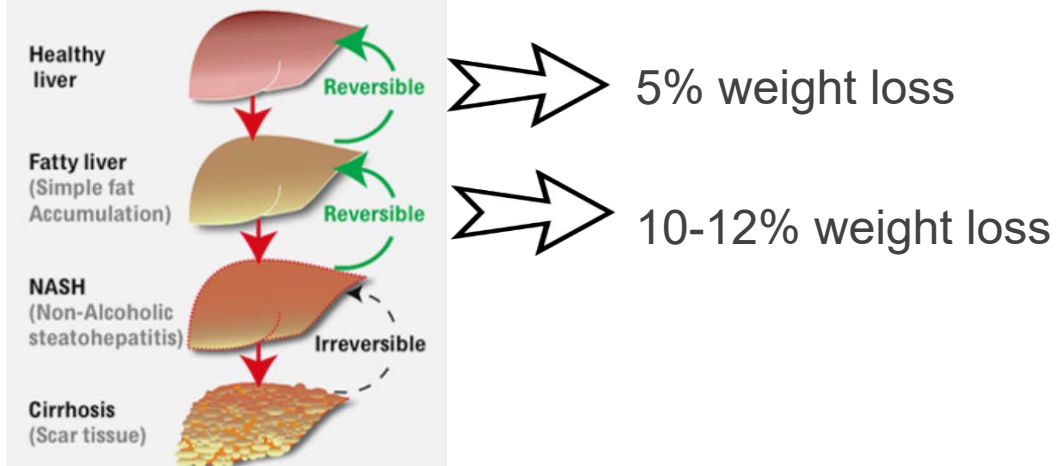 Healthy
liver
Reversible
5% weight loss
Fatty liver
(Simple fat
Accumulation)
Reversible
10-12% weight loss
NASH
(Non-Alcoholic
steatohepatitis)
Irreversible
Cirrhosis
(Scar tissue)